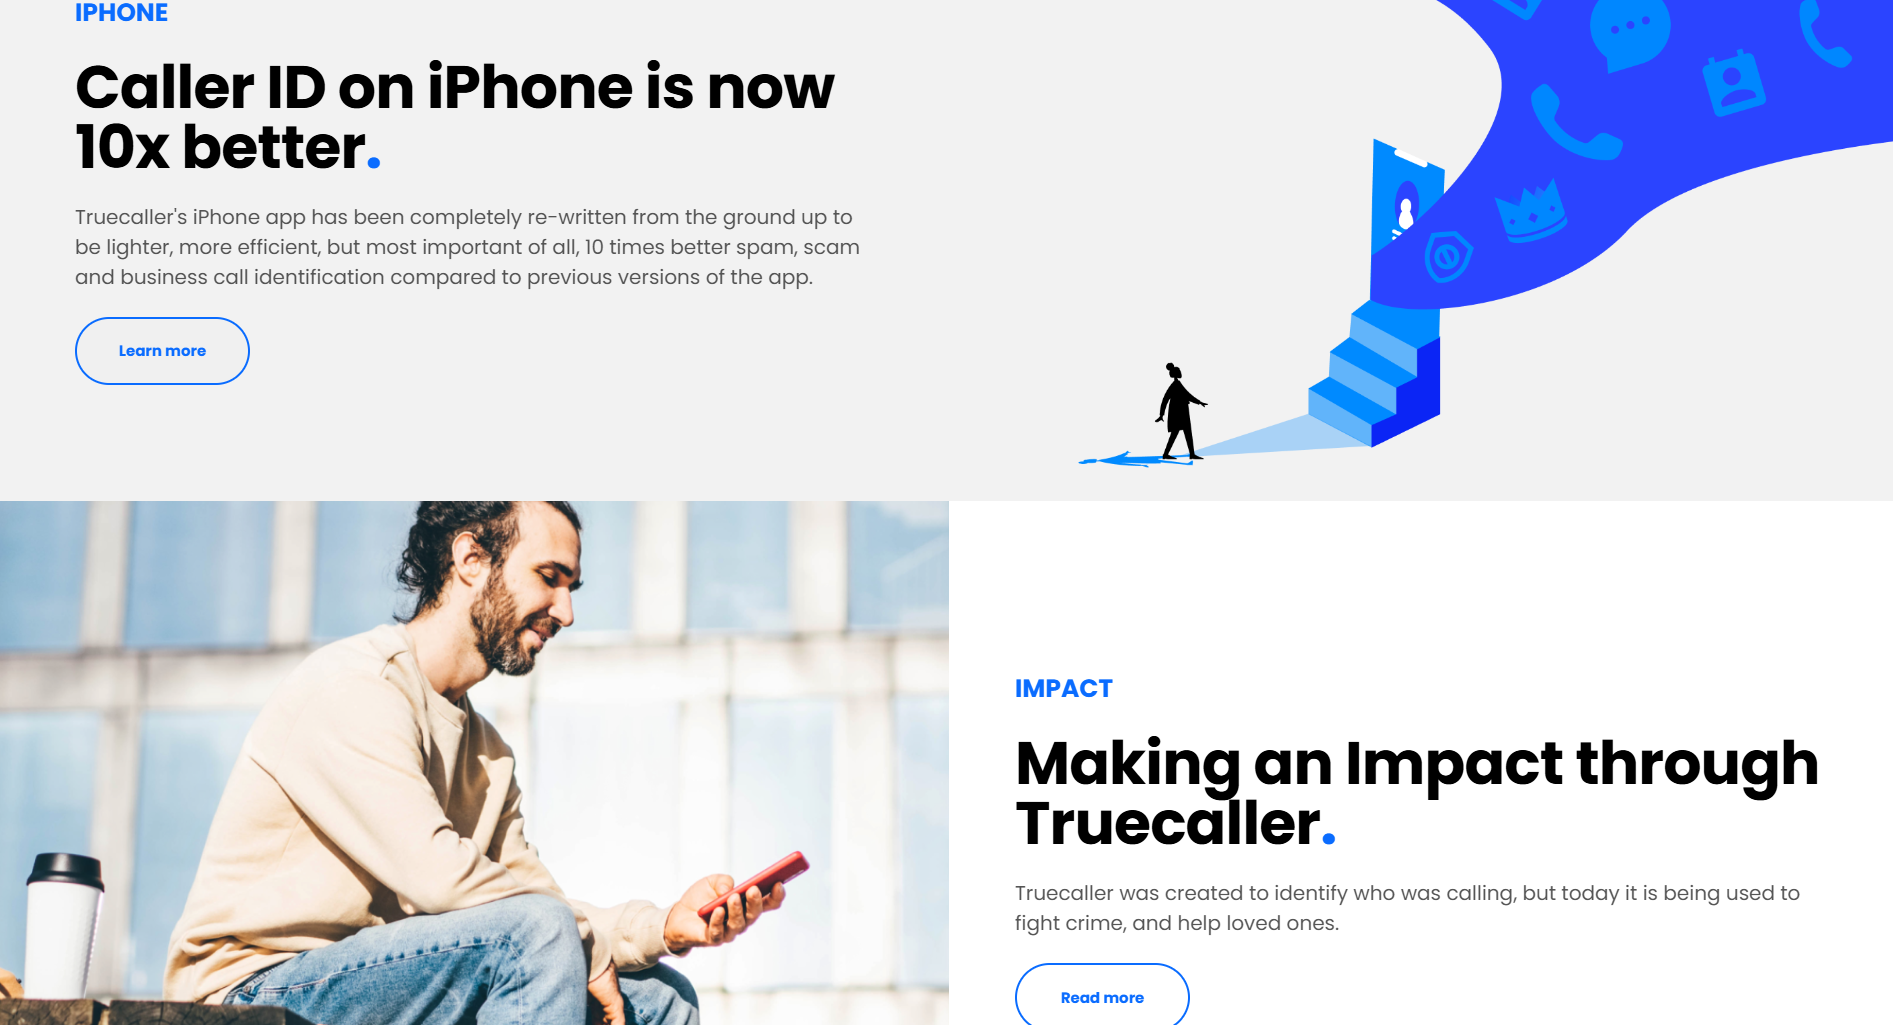 IPHONE
Caller ID on iPhone is now
10x better.
Truecaller's iPhone app has been completely re-written from the ground up to
be lighter, more efficient, but most important of all, 10 times better spam, scam
and business call identification compared to previous versions of the app.
Learn more
IMPACT
Making an Impact through
Truecaller.
Truecaller was created to identify who was calling, but today it is being used to
fight crime, and help loved ones.
Read more